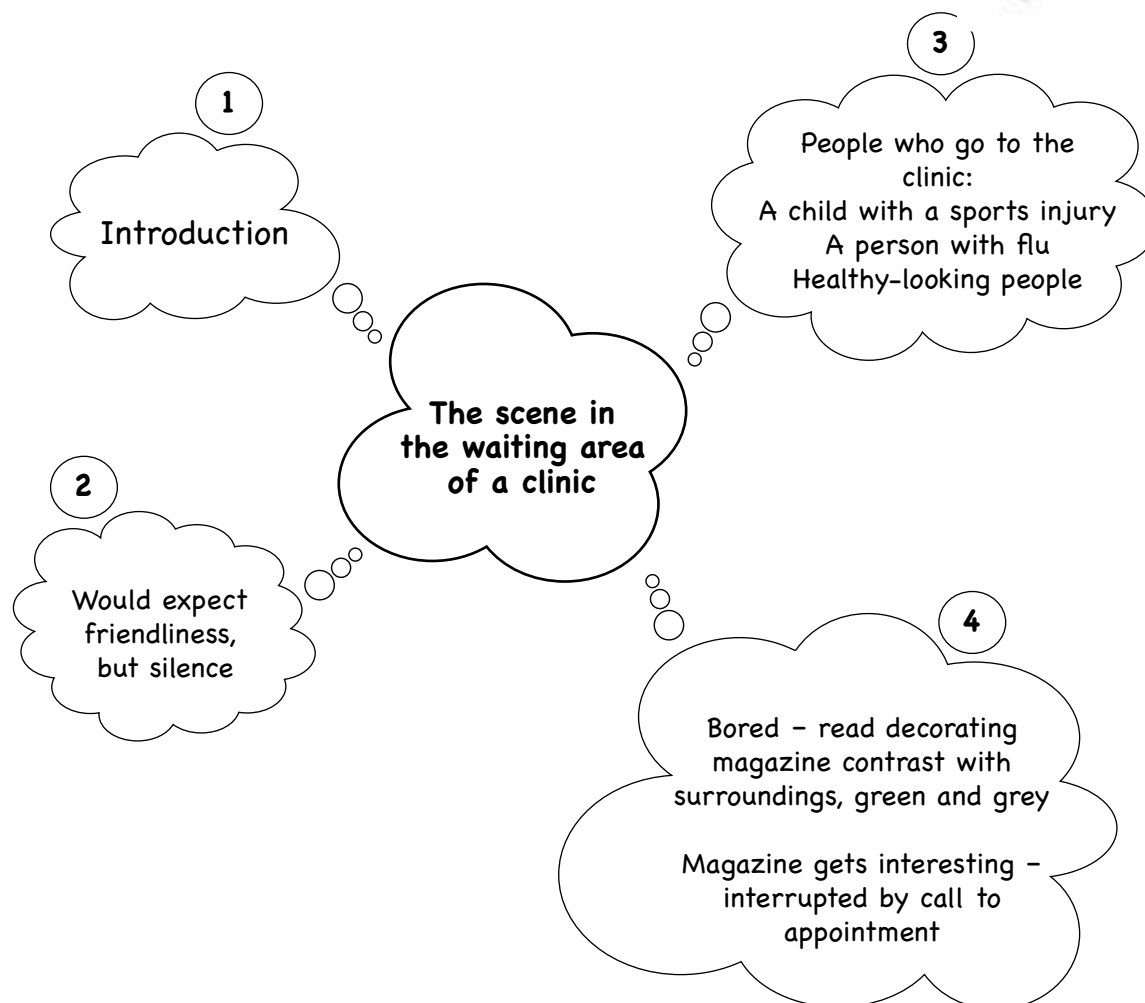 1
Introduction
2
Would expect
friendliness,
but silence
The scene in
the waiting area
of a clinic
3
People who go to the
clinic:
A child with a sports injury
A person with flu
Healthy-looking people
4
Bored – read decorating
magazine contrast with
surroundings, green and grey
Magazine gets interesting –
interrupted by call to
appointment